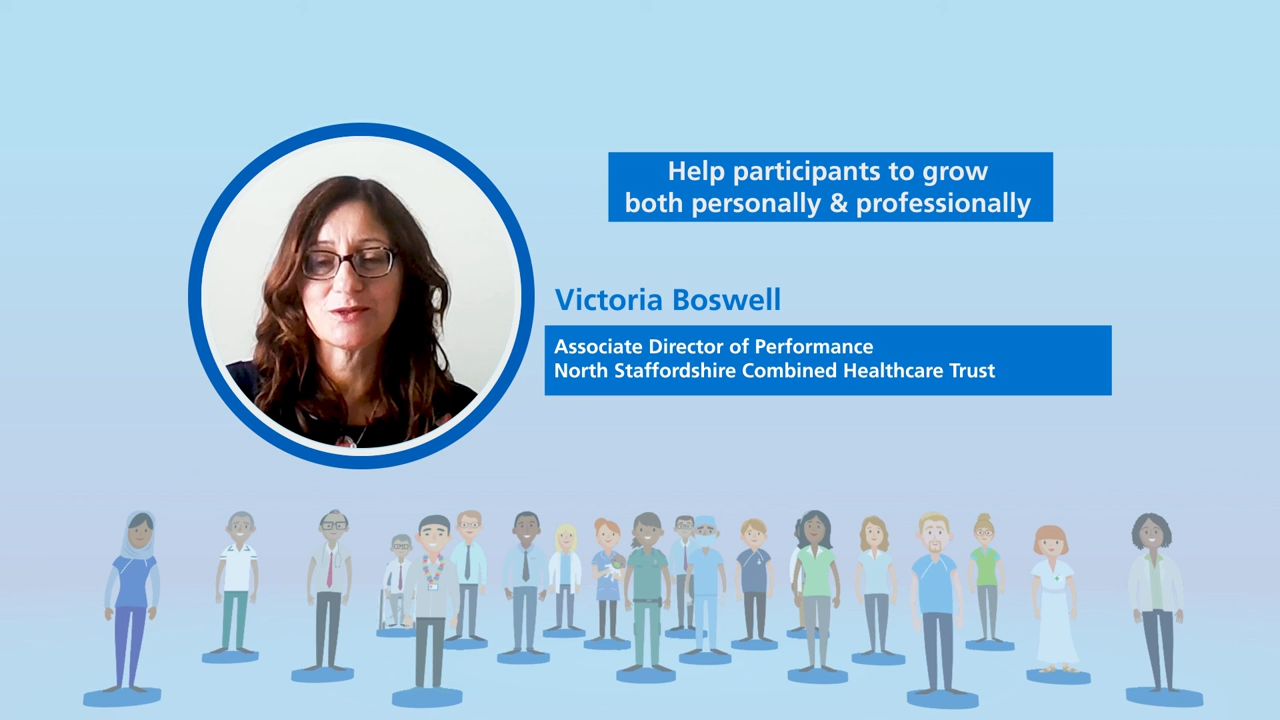 Help participants to grow
both personally & professionally
Victoria Boswell
Associate Director of Performance
North Staffordshire Combined Healthcare Trust